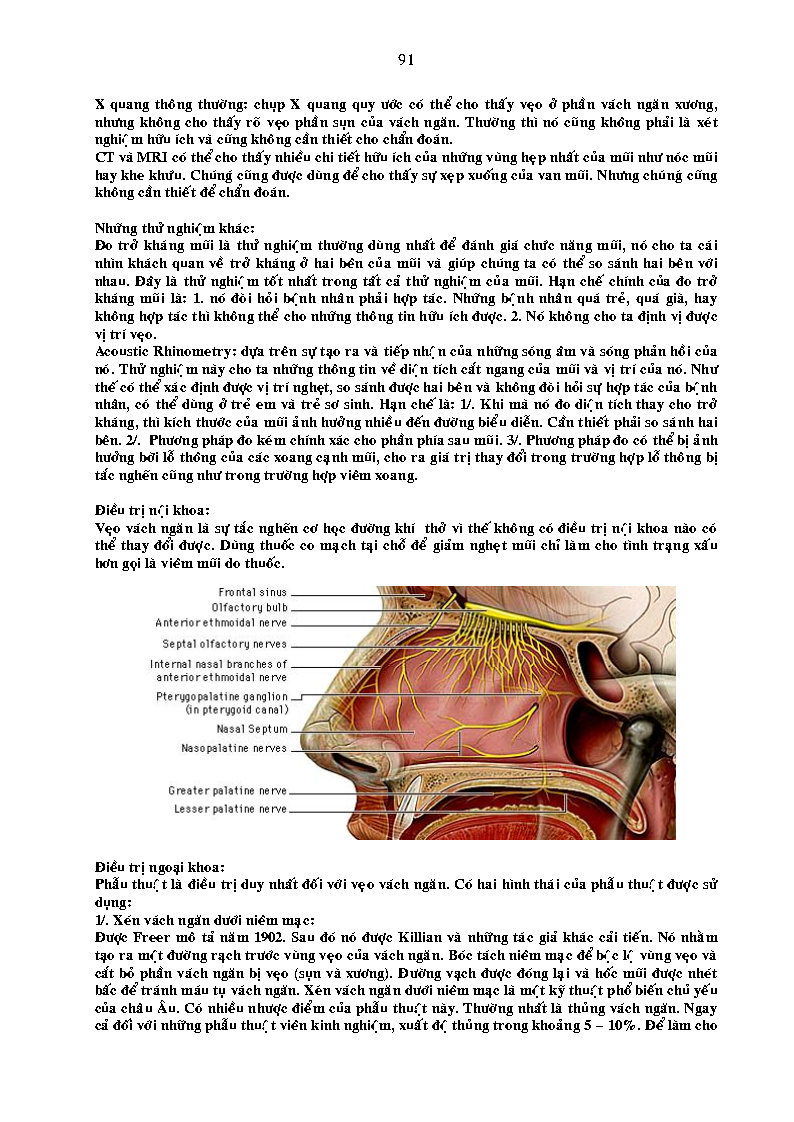 91
X quang thông thường: chụp X quang quy ước có thể cho thấy vẹo ở phần vách ngăn xương,
nhưng không cho thấy rõ vẹo phần sụn của vách ngăn. Thường thì nó cũng không phải là xét
nghiệm hữu ích và cũng không cần thiết cho chẩn đoán.
CT và MRI có thể cho thấy nhiều chi tiết hữu ích của những vùng hẹp nhất của mũi như nóc mũi
hay khe khứu. Chúng cũng được dùng để cho thấy sự xẹp xuống của van mũi. Nhưng chúng cũng
không cần thiết để chẩn đoán.
Những thử nghiệm khác:
Đo trở kháng mũi là thử nghiệm thường dùng nhất để đánh giá chức năng mũi, nó cho ta cái
nhìn khách quan về trở kháng ở hai bên của mũi và giúp chúng ta có thể so sánh hai bên với
nhau. Đây là thử nghiệm tốt nhất trong tất cả thử nghiệm của mũi. Hạn chế chính của đo trở
kháng mũi là: 1. nó đòi hỏi bệnh nhân phải hợp tác. Những bệnh nhân quá trẻ, quá già, hay
không hợp tác thì không thể cho những thông tin hữu ích được. 2. Nó không cho ta định vị được
vị trí vẹo.
Acoustic Rhinometry: dựa trên sự tạo ra và tiếp nhận của những sóng âm và sống phản hồi của
nó. Thử nghiệm này cho ta những thông tin về diện tích cắt ngang của mũi và vị trí của nó. Như
thế có thể xác định được vị trí nghẹt, so sánh được hai bên và không đòi hỏi sự hợp tác của bệnh
nhân, có thể dùng ở trẻ em và trẻ sơ sinh. Hạn chế là: 1/. Khi mà nó đo diện tích thay cho trở
kháng, thì kích thước của mũi ảnh hưởng nhiều đến đường biểu diễn. Cần thiết phải so sánh hai
bên. 2/.  Phương pháp đo kém chính xác cho phần phía sau mũi. 3/. Phương pháp đo có thể bị ảnh
hưởng bởi lỗ thông của các xoang cạnh mũi, cho ra giá trị thay đổi trong trường hợp lỗ thông bị
tắc nghẽn cũng như trong trường hợp viêm xoang.
Điều trị nội khoa:
Vẹo vách ngăn là sự tắc nghẽn cơ học đường khí  thở vì thế không có điều trị nội khoa nào có
thể thay đổi được. Dùng thuốc co mạch tại chỗ để giảm nghẹt mũi chỉ làm cho tình trạng xấu
hơn gọi là viêm mũi do thuốc.
Frontal sinus
Olfactory bulb
Anterior ethmoidal nerve
Septal olfactory nerves
Internal nasal branches of
anterior ethmoidal nerve
Pterygopalatine ganglion
(in pterygoid canal)
Nasal Septum
Nasopalatine nerves
Greater palatine nerve
Lesser palatine nerve
Điều trị ngoại khoa:
Phẫu thuật là điều trị duy nhất đối với vẹo vách ngăn. Có hai hình thái của phẫu thuật được sử
dụng:
1/. Xén vách ngăn dưới niêm mạc:
Được Freer mô tả năm 1902. Sau đó nó được Killian và những tác giả khác cải tiến. Nó nhằm
tạo ra một đường rạch trước vùng vẹo của vách ngăn. Bóc tách niêm mạc để bộc lộ vùng vẹo và
cắt bỏ phần vách ngăn bị vẹo (sụn và xương). Đường vạch được đóng lại và hốc mũi được nhét
bấc để tránh máu tụ vách ngăn. Xén vách ngăn dưới niêm mạc là một kỹ thuật phổ biến chủ yếu
của châu Âu. Có nhiều nhược điểm của phẫu thuật này. Thường nhất là thủng vách ngăn. Ngay
cả đối với những phẫu thuật viên kinh nghiệm, xuất độ thủng trong khoảng 5 – 10%. Để làm cho